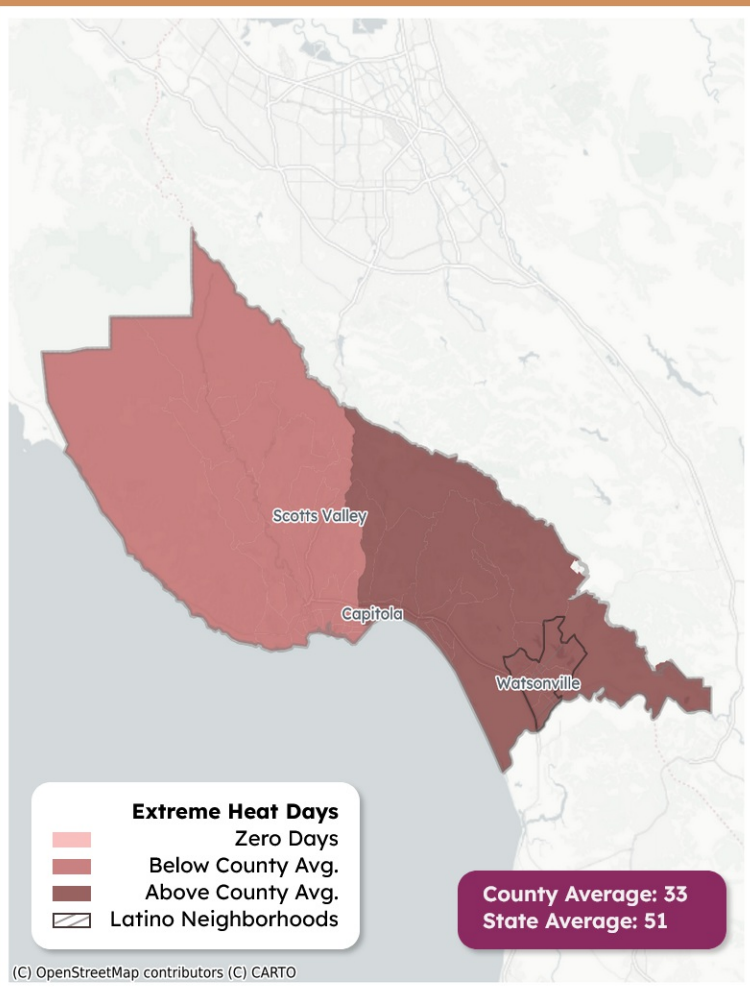 Scotts Valley
Capitola
Watsonville
Extreme Heat Days
Zero Days
Below County Avg.
Above County Avg.
Latino Neighborhoods
County Average: 33
State Average: 51
(C) OpenStreetMap contributors (C) CARTO